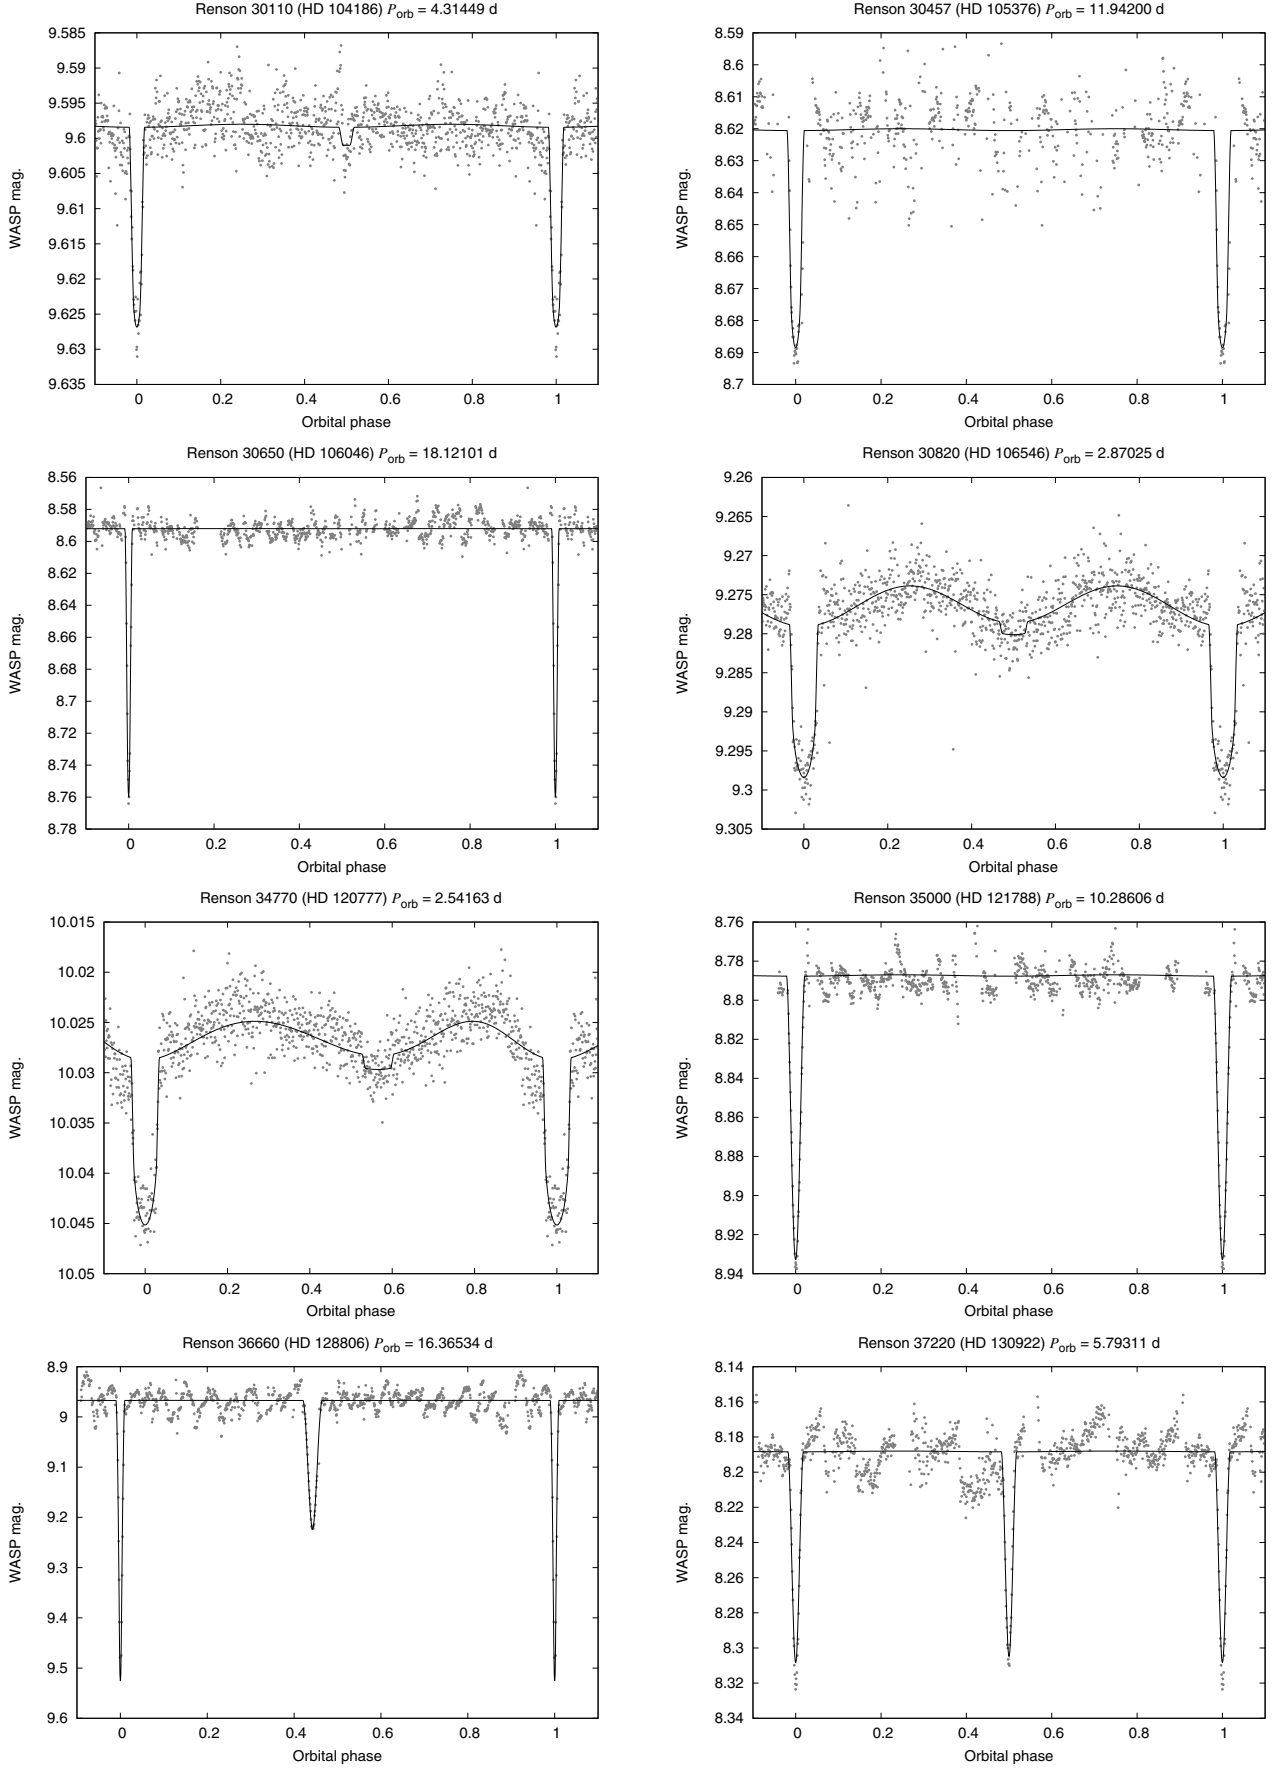 Renson 30110 (HD 104186) Porb = 4.31449 d
9.585
9.59
9.595
9.6
9.605
9.61
9.615
9.62
9.625
9.63
9.635
WASP mag.
0 0.2 0.4 0.6 0.8 1
Orbital phase
Renson 30457 (HD 105376) Porb = 11.94200 d
8.59
8.6
8.61
8.62
8.63
8.64
8.65
8.66
8.67
8.68
8.69
8.7
WASP mag.
0 0.2 0.4 0.6 0.8 1
Orbital phase
Renson 30650 (HD 106046) Porb = 18.12101 d
8.56
8.58
8.6
8.62
8.64
8.66
8.68
8.7
8.72
8.74
8.76
8.78
WASP mag.
0 0.2 0.4 0.6 0.8 1
Orbital phase
Renson 30820 (HD 106546) Porb = 2.87025 d
9.26
9.265
9.27
9.275
9.28
9.285
9.29
9.295
9.3
9.305
WASP mag.
0 0.2 0.4 0.6 0.8 1
Orbital phase
Renson 34770 (HD 120777) Porb = 2.54163 d
10.015
10.02
10.025
10.03
10.035
10.04
10.045
10.05
WASP mag.
0 0.2 0.4 0.6 0.8 1
Orbital phase
Renson 35000 (HD 121788) Porb = 10.28606 d
8.76
8.78
8.8
8.82
8.84
8.86
8.88
8.9
8.92
8.94
WASP mag.
0 0.2 0.4 0.6 0.8 1
Orbital phase
Renson 36660 (HD 128806) Porb = 16.36534 d
8.9
9
9.1
9.2
9.3
9.4
9.5
9.6
WASP mag.
0 0.2 0.4 0.6 0.8 1
Orbital phase
Renson 37220 (HD 130922) Porb = 5.79311 d
8.14
8.16
8.18
8.2
8.22
8.24
8.26
8.28
8.3
8.32
8.34
WASP mag.
0 0.2 0.4 0.6 0.8 1
Orbital phase